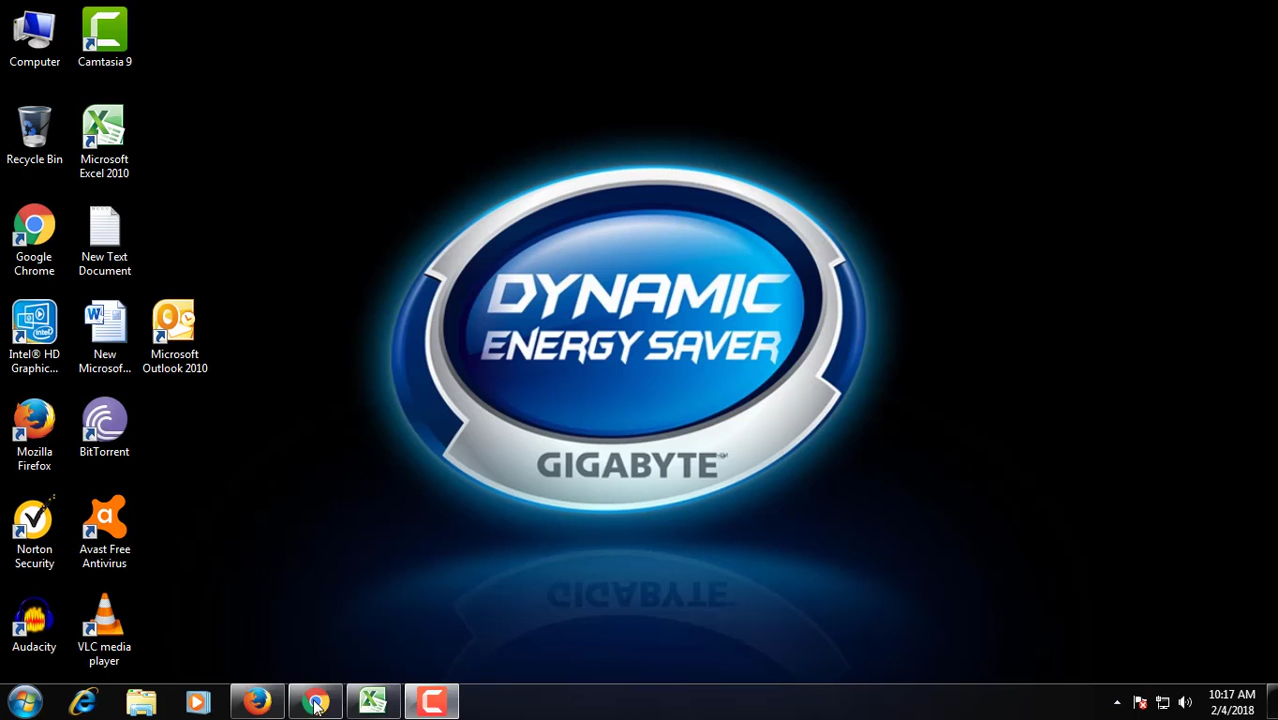 Computer
Camtasia 9
Recycle Bin
Microsoft
Excel 2010
Google
Chrome
New Text
Document
Intel® HD
Graphic...
New
Microsof...
Microsoft
Outlook 2010
Mozilla
Firefox
BitTorrent
Norton
Security
Avast Free
Antivirus
Audacity
VLC media
player
DYNAMIC
ENERGY SAVER
GIGABYTE
GIGABYTE
10:17 AM
2/4/2018